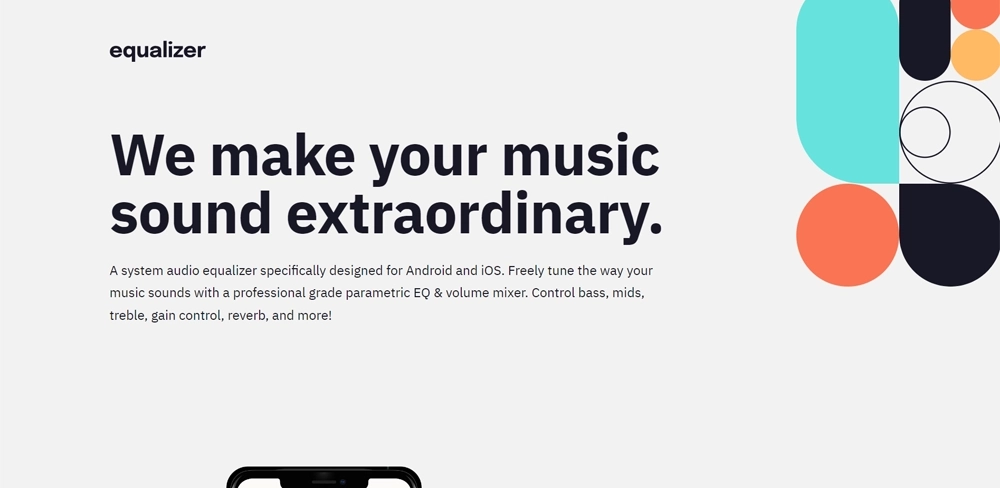 equalizer
We make your music
sound extraordinary.
A system audio equalizer specifically designed for Android and iOS. Freely tune the way your
music sounds with a professional grade parametric EQ & volume mixer. Control bass, mids,
treble, gain control, reverb, and more!